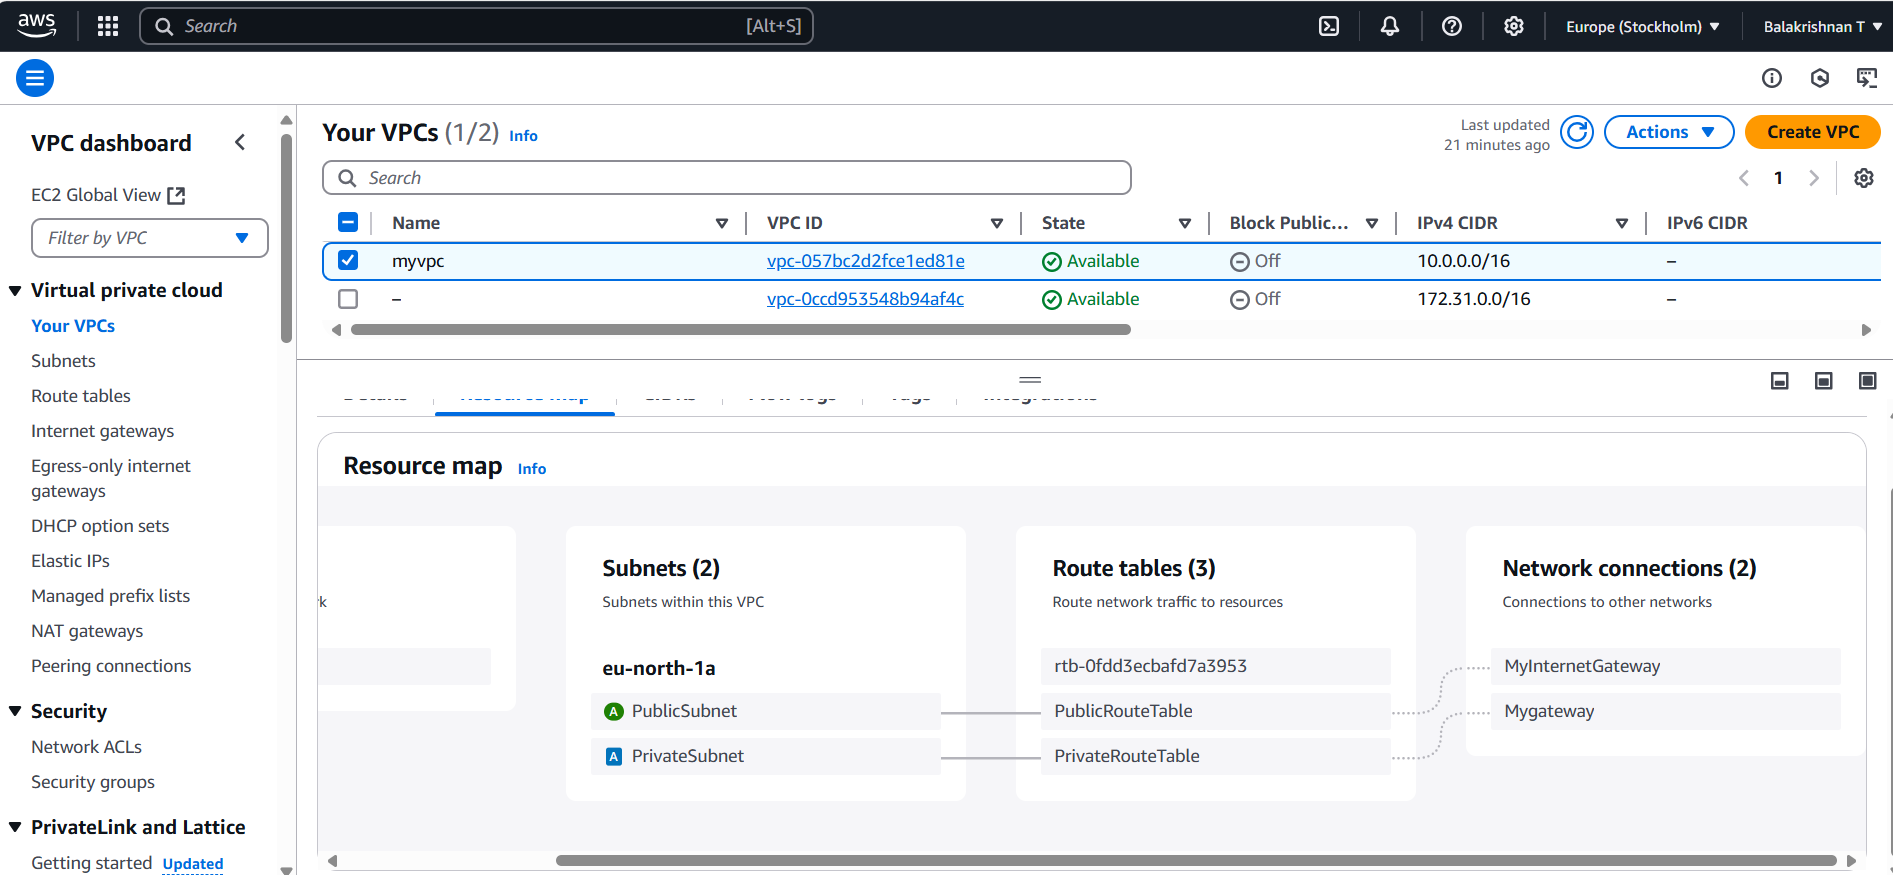 aws
Search [Alt+S]
Europe (Stockholm)
Balakrishnan T
VPC dashboard
EC2 Global View
Filter by VPC
Virtual private cloud
Your VPCs
Subnets
Route tables
Internet gateways
Egress-only internet
gateways
DHCP option sets
Elastic IPs
Managed prefix lists
NAT gateways
Peering connections
Security
Network ACLs
Security groups
PrivateLink and Lattice
Getting started Updated
Your VPCs (1/2) Info
Last updated
21 minutes ago
Actions
Create VPC
Search
1
Name VPC ID State Block Public... IPv4 CIDR IPv6 CIDR
myvpc vpc-057bc2d2fce1ed81e Available Off 10.0.0.0/16 –
– vpc-0ccd953548b94af4c Available Off 172.31.0.0/16 –
Resource map Info
Subnets (2)
Subnets within this VPC
eu-north-1a
A PublicSubnet
A PrivateSubnet
Route tables (3)
Route network traffic to resources
rtb-0fdd3ecbafd7a3953
PublicRouteTable
PrivateRouteTable
Network connections (2)
Connections to other networks
MyInternetGateway
Mygateway